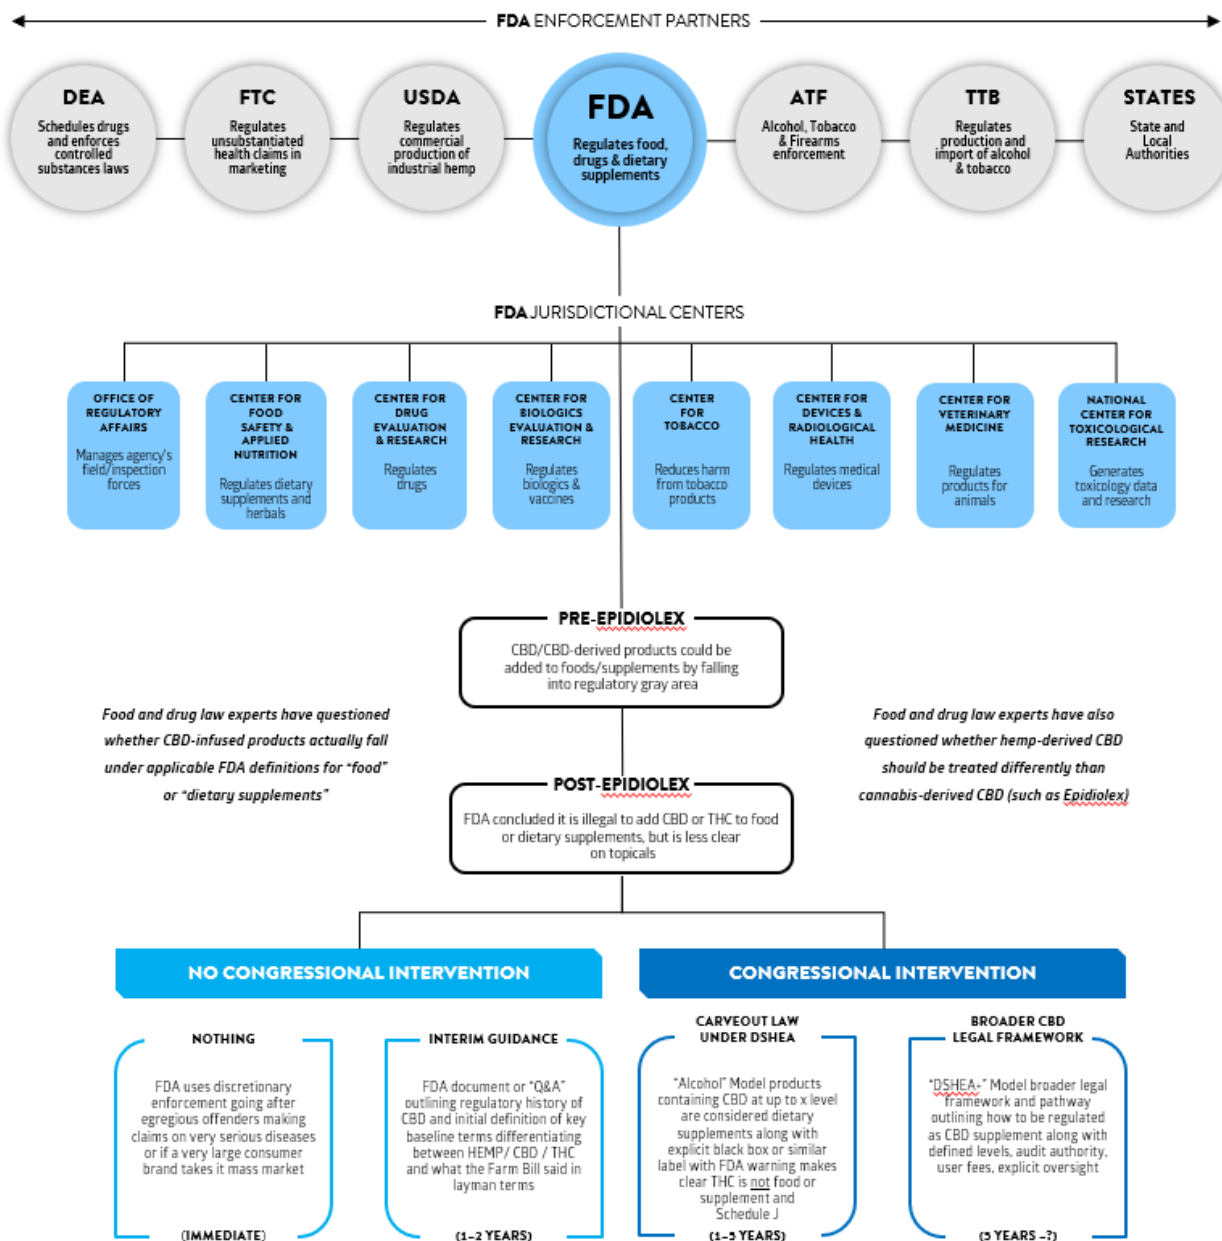 FDA ENFORCEMENT PARTNERS
DEA
Schedules drugs
and enforces
controlled
substances laws
FTC
Regulates
unsubstantiated
health claims in
marketing
USDA
Regulates
commercial
production of
industrial hemp
FDA
Regulates food,
drugs & dietary
supplements
ATF
Alcohol, Tobacco
& Firearms
enforcement
TTB
Regulates
production and
import of alcohol
& tobacco
STATES
State and
Local
Authorities
FDA JURISDICTIONAL CENTERS
OFFICE OF
REGULATORY
AFFAIRS
Manages agency's
field/inspection
forces
CENTER FOR
FOOD
SAFETY &
APPLIED
NUTRITION
Regulates dietary
supplements and
herbals
CENTER FOR
DRUG
EVALUATION
& RESEARCH
Regulates
drugs
CENTER FOR
BIOLOGICS
EVALUATION &
RESEARCH
Regulates
biologics &
vaccines
CENTER
FOR
TOBACCO
Reduces harm
from tobacco
products
CENTER FOR
DEVICES &
RADIOLOGICAL
HEALTH
Regulates medical
devices
CENTER FOR
VETERINARY
MEDICINE
Regulates
products for
animals
NATIONAL
CENTER FOR
TOXICOLOGICAL
RESEARCH
Generates
toxicology data
and research
PRE-EPIDIOLEX
CBD/CBD-derived products could be
added to foods/supplements by falling
into regulatory gray area
Food and drug law experts have questioned
whether CBD-infused products actually fall
under applicable FDA definitions for "food"
or "dietary supplements"
Food and drug law experts have also
questioned whether hemp-derived CBD
should be treated differently than
cannabis-derived CBD (such as Epidiolex)
POST-EPIDIOLEX
FDA concluded it is illegal to add CBD or THC to food
or dietary supplements, but is less clear
on topicals
NO CONGRESSIONAL INTERVENTION
CONGRESSIONAL INTERVENTION
NOTHING
FDA uses discretionary
enforcement going after
egregious offenders making
claims on very serious diseases
or if a very large consumer
brand takes it mass market
(IMMEDIATE)
INTERIM GUIDANCE
FDA document or "Q&A"
outlining regulatory history of
CBD and initial definition of key
baseline terms differentiating
between HEMP/ CBD / THC
and what the Farm Bill said in
layman terms
(1–2 YEARS)
CARVEOUT LAW
UNDER DSHEA
"Alcohol" Model products
containing CBD at up to x level
are considered dietary
supplements along with
explicit black box or similar
label with FDA warning makes
clear THC is not food or
supplement and
Schedule J
(1–3 YEARS)
BROADER CBD
LEGAL FRAMEWORK
"DSHEA+" Model broader legal
framework and pathway
outlining how to be regulated
as CBD supplement along with
defined levels, audit authority,
user fees, explicit oversight
(3 YEARS –?)